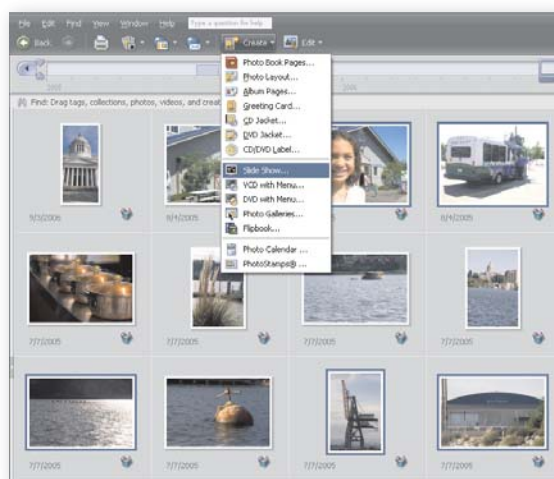 File Edit Find View Window Help Type a question for help
Back Create Edit
2005 2006
Find: Drag tags, collections, photos, videos, and creat
Photo Book Pages...
Photo Layout...
Album Pages...
Greeting Card...
CD Jacket...
DVD Jacket...
CD/DVD Label...
Slide Show...
VCD with Menu...
DVD with Menu...
Photo Galleries...
Flipbook...
Photo Calendar ...
PhotoStamps® ...
9/3/2005 9/4/2005 9/4/2005
7/7/2005 7/7/2005 7/7/2005 7/7/2005
7/7/2005 7/7/2005 7/7/2005 7/7/2005